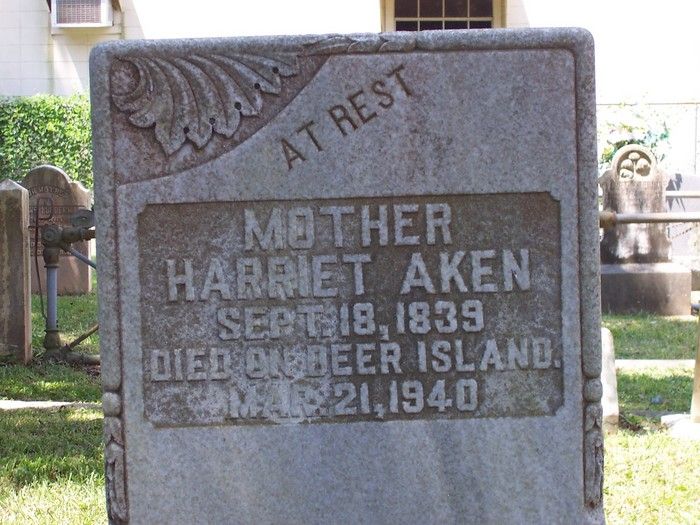 AT REST
MOTHER
HARRIET AKEN
SEPT. 18, 1839
DIED ON DEER ISLAND.
MAR. 21, 1940